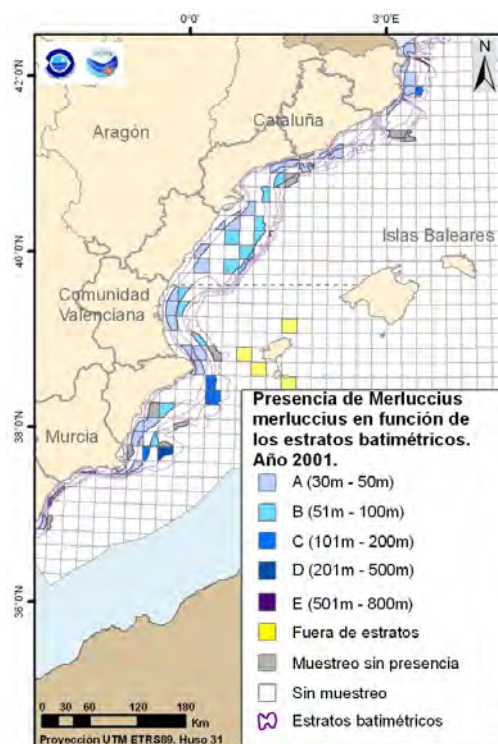 0°0'
3°0'E
N
42°0'N
Cataluña
Aragón
40°0'N
Islas Baleares
Comunidad
Valenciana
Presencia de Merluccius
merluccius en función de
los estratos batimétricos.
Año 2001.
38°0'N
Murcia
A (30m - 50m)
B (51m - 100m)
C (101m - 200m)
D (201m - 500m)
36°0'N
E (501m - 800m)
Fuera de estratos
Muestreo sin presencia
Sin muestreo
Estratos batimétricos
0 30 60 120 180
Km
Proyección UTM ETRS89. Huso 31